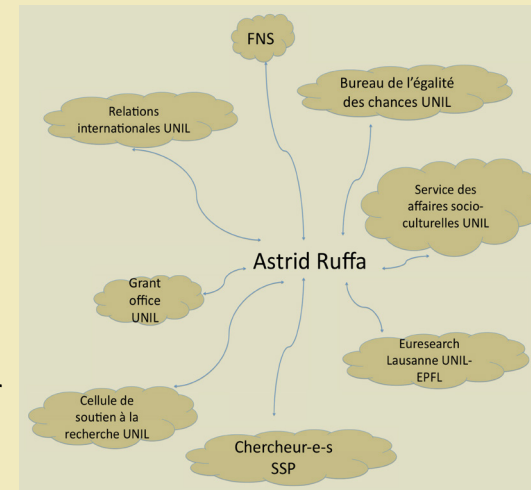 FNS
Bureau de l'égalité
des chances UNIL
Relations
internationales UNIL
Service des
affaires socio-
culturelles UNIL
Astrid Ruffa
Grant
office
UNIL
Euresearch
Lausanne UNIL-
EPFL
Cellule de
soutien à la
recherche UNIL
Chercheur-e-s
SSP
.